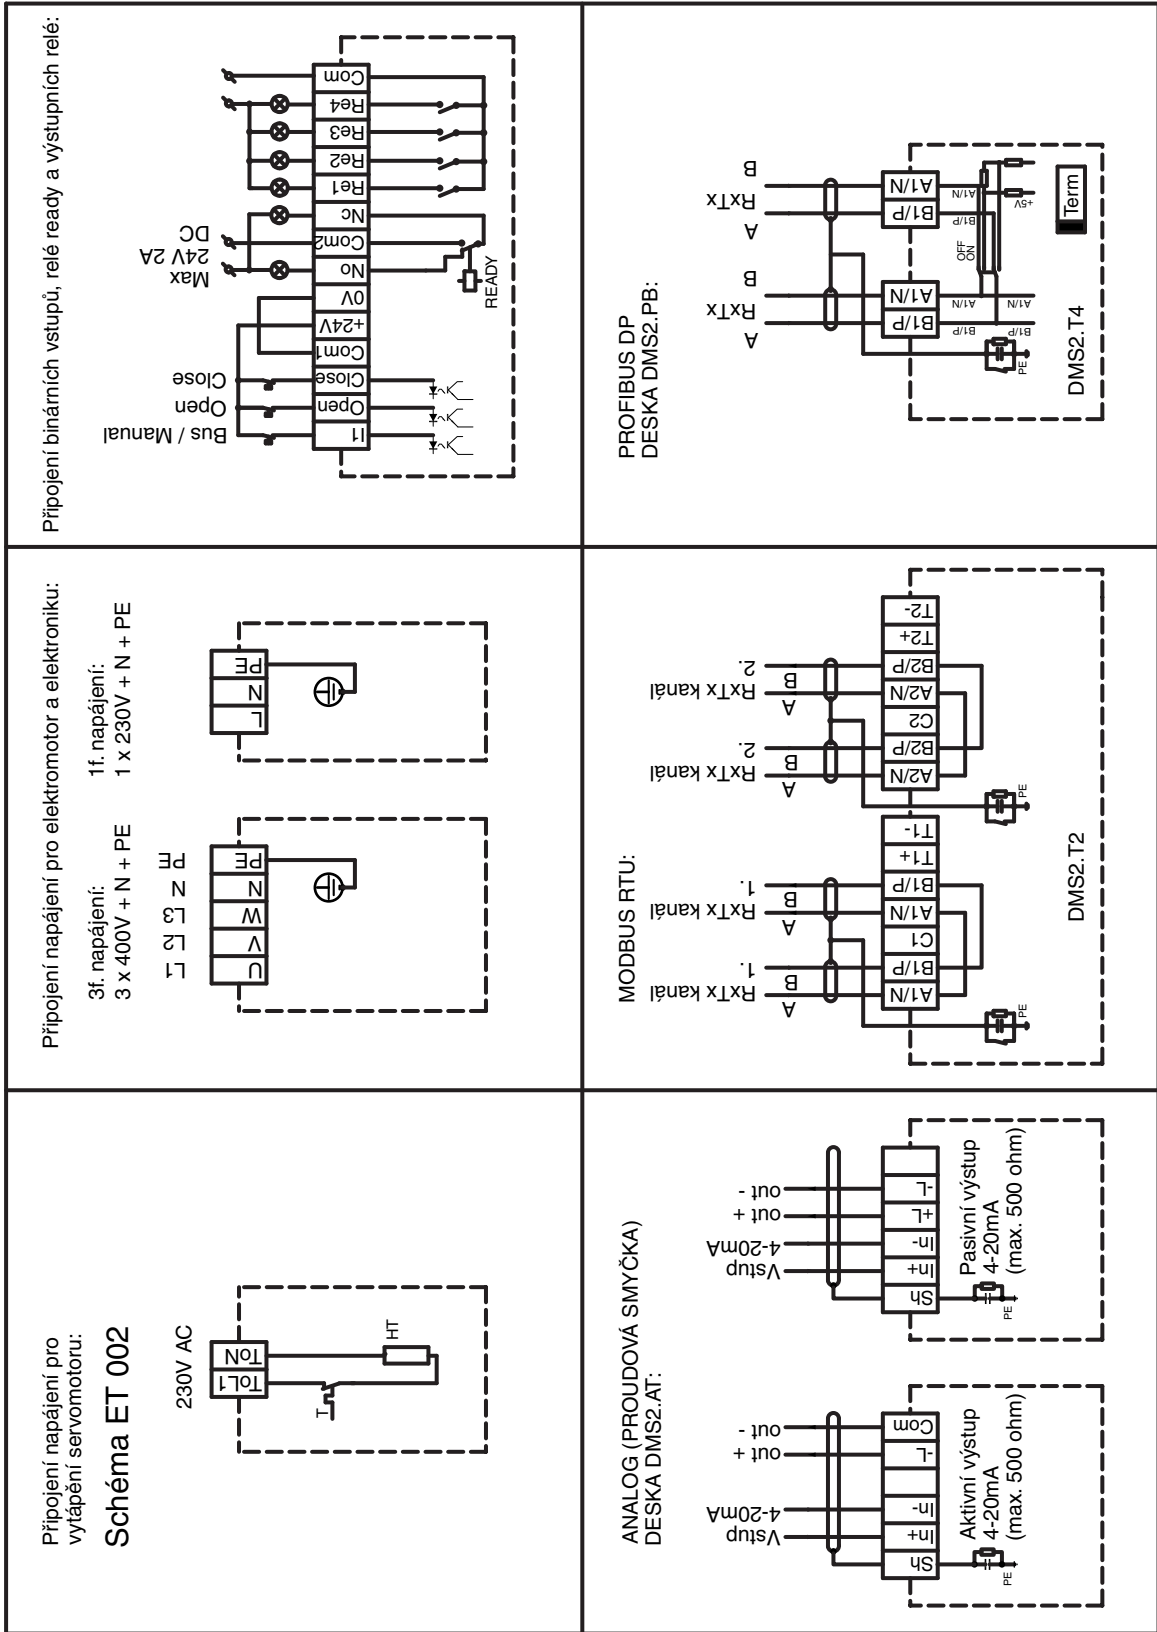 Připojení napájení pro
vytápění servomotoru:
Schéma ET 002
230V AC
ToL1
ToN
T
HT
Připojení napájení pro elektromotor a elektroniku:
3f. napájení:
3 x 400V + N + PE
L1
L2
L3
N
PE
U
V
W
N
PE
1f. napájení:
1 x 230V + N + PE
L
N
PE
Připojení binárních vstupů, relé ready a výstupních relé:
Bus / Manual
Open
Close
Max
24V 2A
DC
I1
Open
Close
Com1
+24V
0V
No
Com2
Nc
Re1
Re2
Re3
Re4
Com
READY
ANALOG (PROUDOVÁ SMYČKA)
DESKA DMS2.AT:
Vstup
4-20mA
out +
out -
Sh
In+
In-
-L
Com
PE
Aktivní výstup
4-20mA
(max. 500 ohm)
Vstup
4-20mA
out +
out -
Sh
In+
In-
+L
-L
PE
Pasivní výstup
4-20mA
(max. 500 ohm)
MODBUS RTU:
RxTx kanál 1.
A B
RxTx kanál 1.
A B
RxTx kanál 2.
A B
RxTx kanál 2.
A B
A1/N
B1/P
C1
A1/N
B1/P
T1+
T1-
A2/N
B2/P
C2
A2/N
B2/P
T2+
T2-
PE
PE
DMS2.T2
PROFIBUS DP
DESKA DMS2.PB:
A RxTx B
A RxTx B
B1/P
A1/N
B1/P
A1/N
B1/P
A1/N
B1/P
A1/N
B1/P
A1/N
OFF
ON
+5V
PE
Term
DMS2.T4